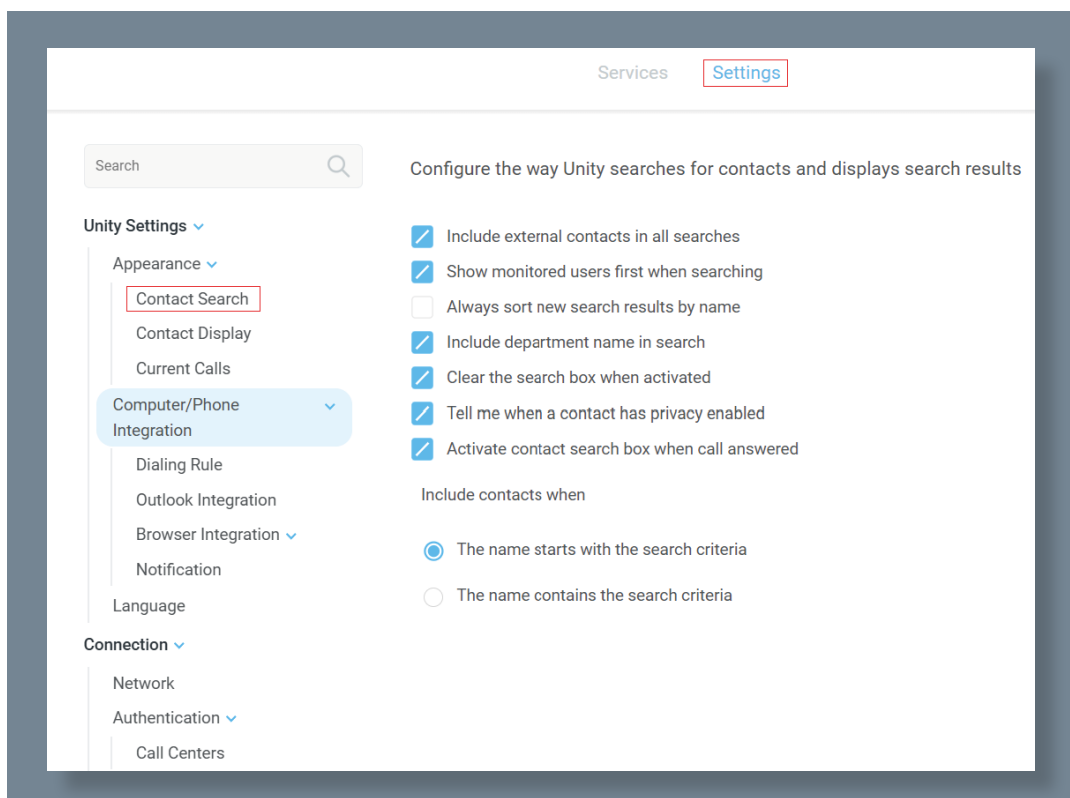 Services
Settings
Search
Configure the way Unity searches for contacts and displays search results
Unity Settings
Appearance
Contact Search
Contact Display
Current Calls
Computer/Phone
Integration
Dialing Rule
Outlook Integration
Browser Integration
Notification
Language
Connection
Network
Authentication
Call Centers
Include external contacts in all searches
Show monitored users first when searching
Always sort new search results by name
Include department name in search
Clear the search box when activated
Tell me when a contact has privacy enabled
Activate contact search box when call answered
Include contacts when
The name starts with the search criteria
The name contains the search criteria